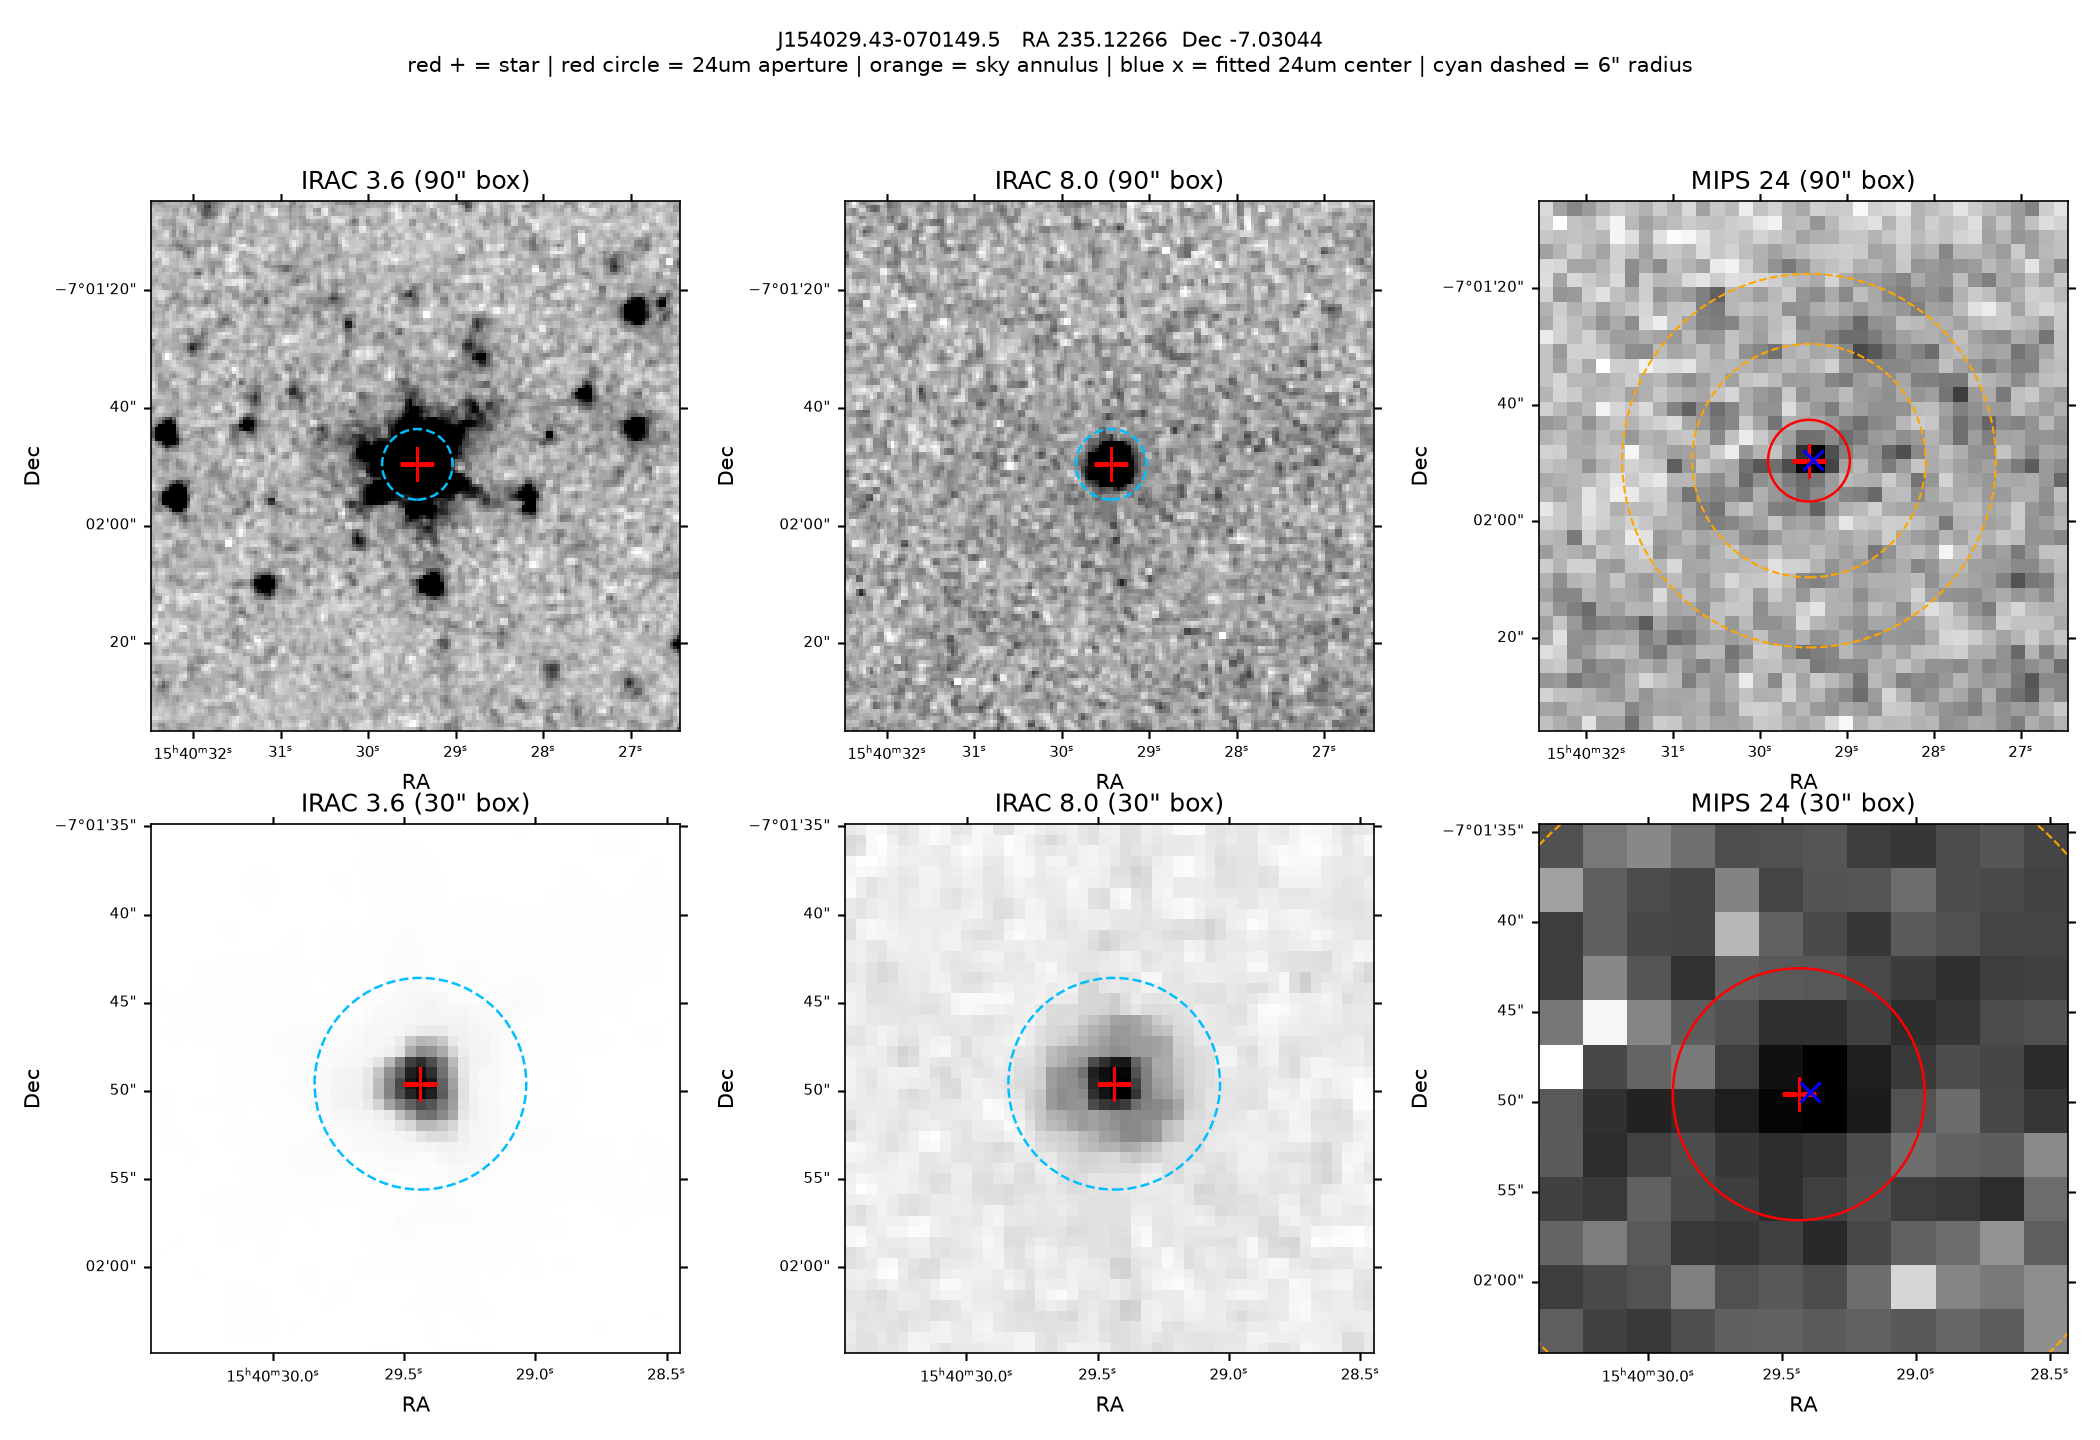 J154029.43-070149.5   RA 235.12266  Dec -7.03044
red + = star | red circle = 24um aperture | orange = sky annulus | blue x = fitted 24um center | cyan dashed = 6" radius
IRAC 3.6 (90" box)
−7°01'20"
40"
02'00"
20"
Dec
15ʰ40ᵐ32ˢ 31ˢ 30ˢ 29ˢ 28ˢ 27ˢ
RA
IRAC 8.0 (90" box)
−7°01'20"
40"
02'00"
20"
Dec
15ʰ40ᵐ32ˢ 31ˢ 30ˢ 29ˢ 28ˢ 27ˢ
RA
MIPS 24 (90" box)
−7°01'20"
40"
02'00"
20"
Dec
15ʰ40ᵐ32ˢ 31ˢ 30ˢ 29ˢ 28ˢ 27ˢ
RA
IRAC 3.6 (30" box)
−7°01'35"
40"
45"
50"
55"
02'00"
Dec
15ʰ40ᵐ30.0ˢ 29.5ˢ 29.0ˢ 28.5ˢ
RA
IRAC 8.0 (30" box)
−7°01'35"
40"
45"
50"
55"
02'00"
Dec
15ʰ40ᵐ30.0ˢ 29.5ˢ 29.0ˢ 28.5ˢ
RA
MIPS 24 (30" box)
−7°01'35"
40"
45"
50"
55"
02'00"
Dec
15ʰ40ᵐ30.0ˢ 29.5ˢ 29.0ˢ 28.5ˢ
RA